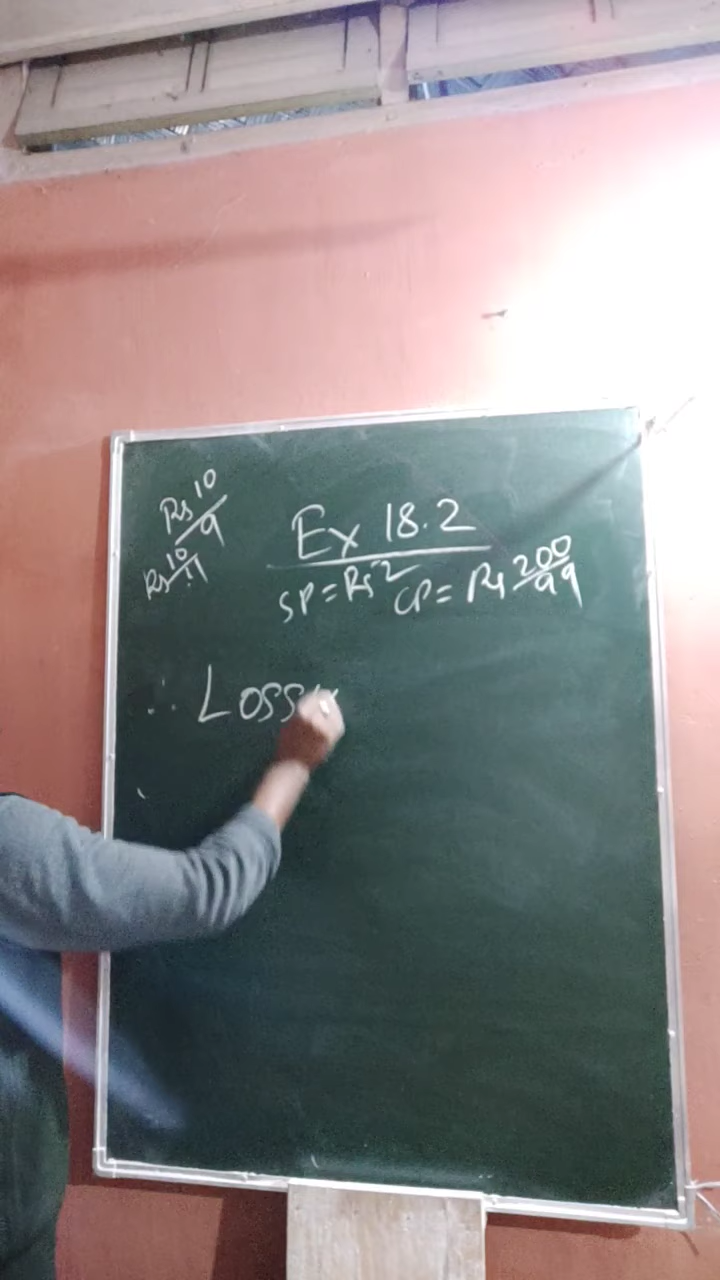 Rs 10/9
Rs 10/11
Ex 18.2
SP = Rs 2 CP = Rs 200/99
∴ Loss